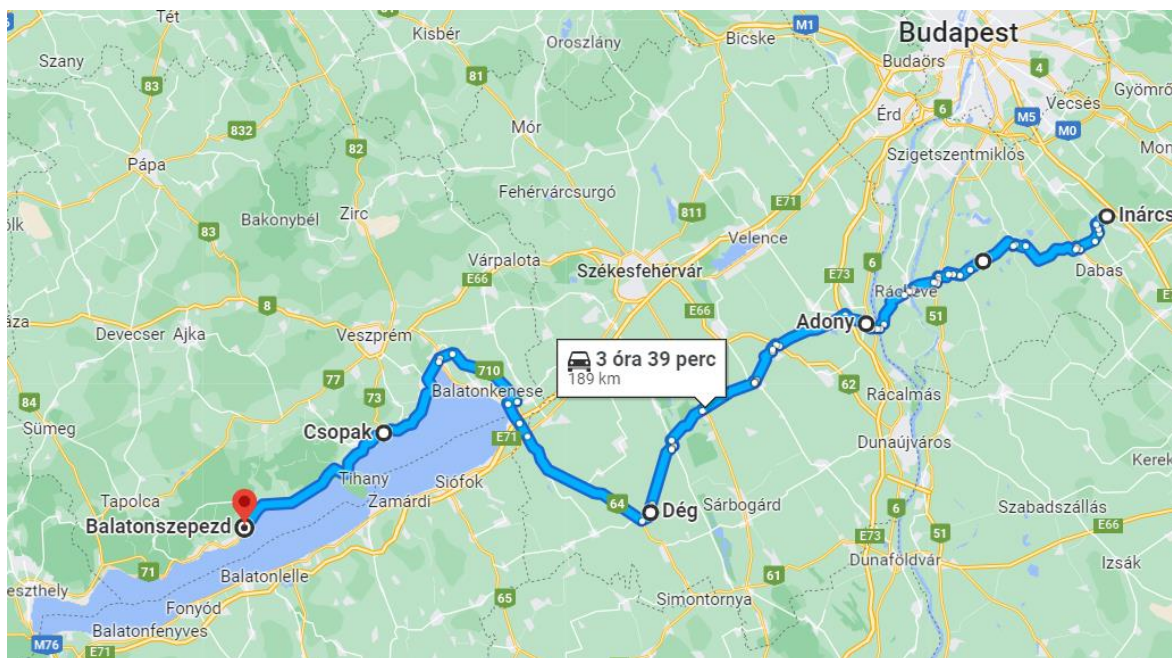 Tét
81
M1
Kisbér
Oroszlány
Bicske
Budapest
Budaörs
Szany
83
81
4
Gyömrő
6
Érd
6
Vecsés
M5
M0
832
Mór
82
Szigetszentmiklós
Pápa
Fehérvárcsurgó
E71
811
Inárcs
Bakonybél
Zirc
83
Velence
Várpalota
6
E66
Székesfehérvár
E73
Dabas
Ráckeve
8
E66
51
Adony
Devecser
Ajka
Veszprém
3 óra 39 perc
189 km
710
77
Balatonkenese
62
Rácalmás
73
84
Sümeg
Csopak
E71
Dunaújváros
Tihany
Siófok
Tapolca
Zamárdi
64
Dég
Sárbogárd
6
Szabadszállás
Balatonszepezd
E66
E73
51
71
Balatonlelle
Dunaföldvár
Izsák
61
Fonyód
65
Simontornya
Balatonfenyves
M76
E71